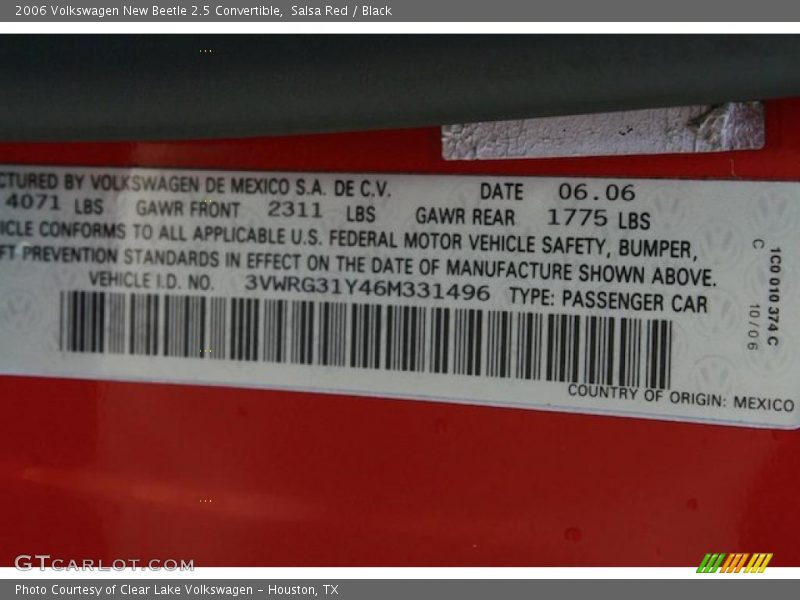 2006 Volkswagen New Beetle 2.5 Convertible, Salsa Red / Black
CTURED BY VOLKSWAGEN DE MEXICO S.A. DE C.V. DATE 06.06
4071 LBS GAWR FRONT 2311 LBS GAWR REAR 1775 LBS
ICLE CONFORMS TO ALL APPLICABLE U.S. FEDERAL MOTOR VEHICLE SAFETY, BUMPER,
FT PREVENTION STANDARDS IN EFFECT ON THE DATE OF MANUFACTURE SHOWN ABOVE.
VEHICLE I.D. NO. 3VWRG31Y46M331496 TYPE: PASSENGER CAR
COUNTRY OF ORIGIN: MEXICO
1C0 010 374 C
C 10/06
GTCARLOT.COM
Photo Courtesy of Clear Lake Volkswagen – Houston, TX